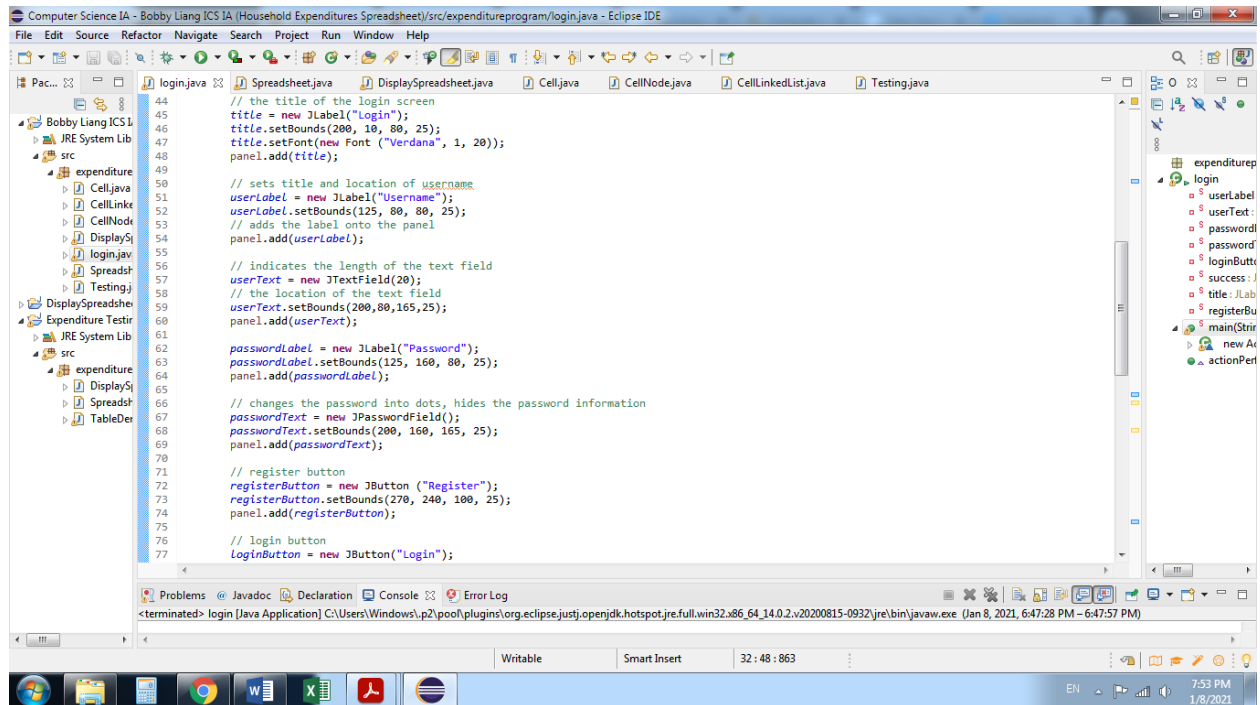 Computer Science IA - Bobby Liang ICS IA (Household Expenditures Spreadsheet)/src/expenditureprogram/login.java - Eclipse IDE
File Edit Source Refactor Navigate Search Project Run Window Help
Pac...
login.java Spreadsheet.java DisplaySpreadsheet.java Cell.java CellNode.java CellLinkedList.java Testing.java
O
Bobby Liang ICS I
JRE System Lib
src
expenditure
Cell.java
CellLinke
CellNode
DisplayS
login.jav
Spreadsh
Testing.j
DisplaySpreadshe
Expenditure Testin
JRE System Lib
src
expenditure
DisplayS
Spreadsh
TableDe
44 // the title of the login screen
45 title = new JLabel("Login");
46 title.setBounds(200, 10, 80, 25);
47 title.setFont(new Font ("Verdana", 1, 20));
48 panel.add(title);
49
50 // sets title and location of username
51 userLabel = new JLabel("Username");
52 userLabel.setBounds(125, 80, 80, 25);
53 // adds the label onto the panel
54 panel.add(userLabel);
55
56 // indicates the length of the text field
57 userText = new JTextField(20);
58 // the location of the text field
59 userText.setBounds(200,80,165,25);
60 panel.add(userText);
61
62 passwordLabel = new JLabel("Password");
63 passwordLabel.setBounds(125, 160, 80, 25);
64 panel.add(passwordLabel);
65
66 // changes the password into dots, hides the password information
67 passwordText = new JPasswordField();
68 passwordText.setBounds(200, 160, 165, 25);
69 panel.add(passwordText);
70
71 // register button
72 registerButton = new JButton ("Register");
73 registerButton.setBounds(270, 240, 100, 25);
74 panel.add(registerButton);
75
76 // login button
77 loginButton = new JButton("Login");
expenditurep
login
userLabel
userText :
password
password
loginButt
success :
title : JLab
registerBu
main(Strin
new Ac
actionPerf
Problems Javadoc Declaration Console Error Log
<terminated> login [Java Application] C:\Users\Windows\.p2\pool\plugins\org.eclipse.justj.openjdk.hotspot.jre.full.win32.x86_64_14.0.2.v20200815-0932\jre\bin\javaw.exe (Jan 8, 2021, 6:47:28 PM – 6:47:57 PM)
Writable Smart Insert 32 : 48 : 863
EN 7:53 PM
1/8/2021